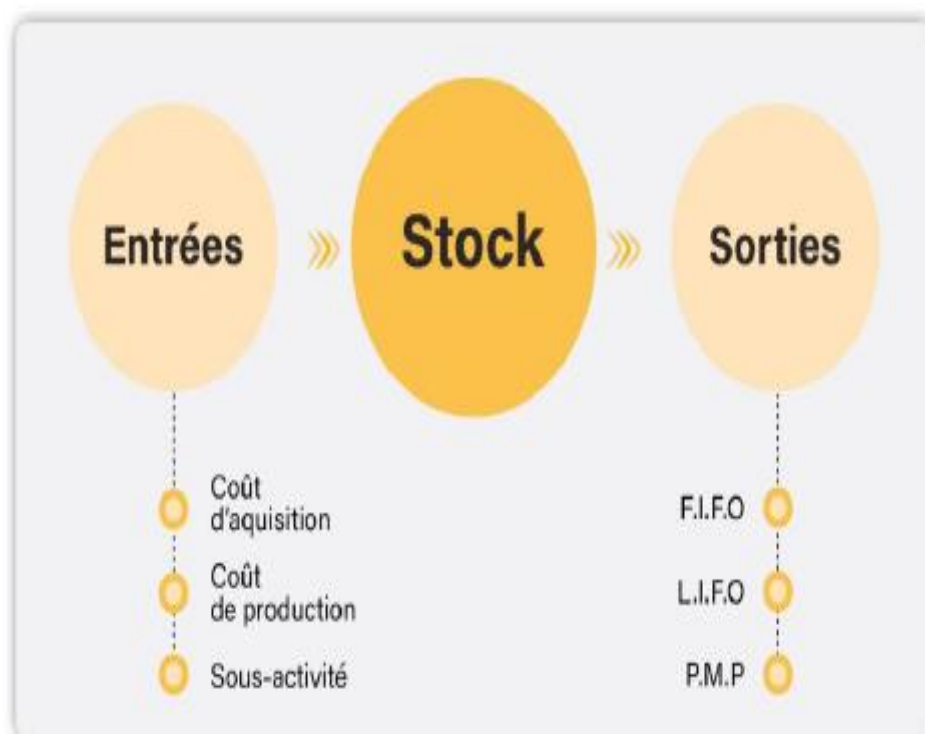 Entrées
Stock
Sorties
Coût
d'aquisition
Coût
de production
Sous-activité
F.I.F.O
L.I.F.O
P.M.P